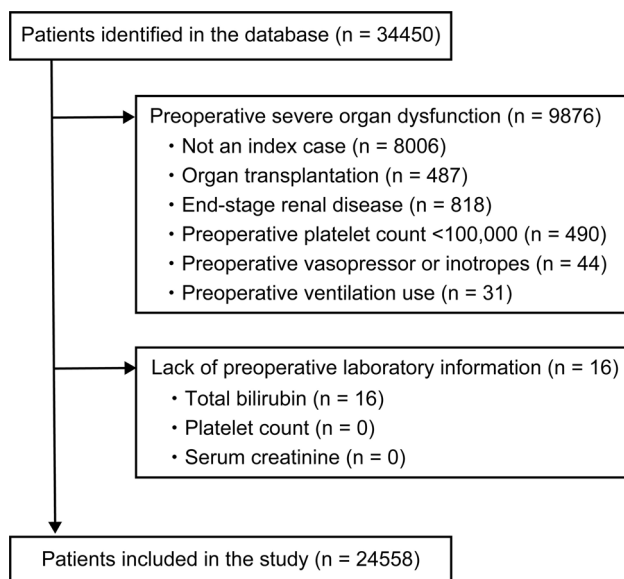 Patients identified in the database (n = 34450)
Preoperative severe organ dysfunction (n = 9876)
・Not an index case (n = 8006)
・Organ transplantation (n = 487)
・End-stage renal disease (n = 818)
・Preoperative platelet count <100,000 (n = 490)
・Preoperative vasopressor or inotropes (n = 44)
・Preoperative ventilation use (n = 31)
Lack of preoperative laboratory information (n = 16)
・Total bilirubin (n = 16)
・Platelet count (n = 0)
・Serum creatinine (n = 0)
Patients included in the study (n = 24558)